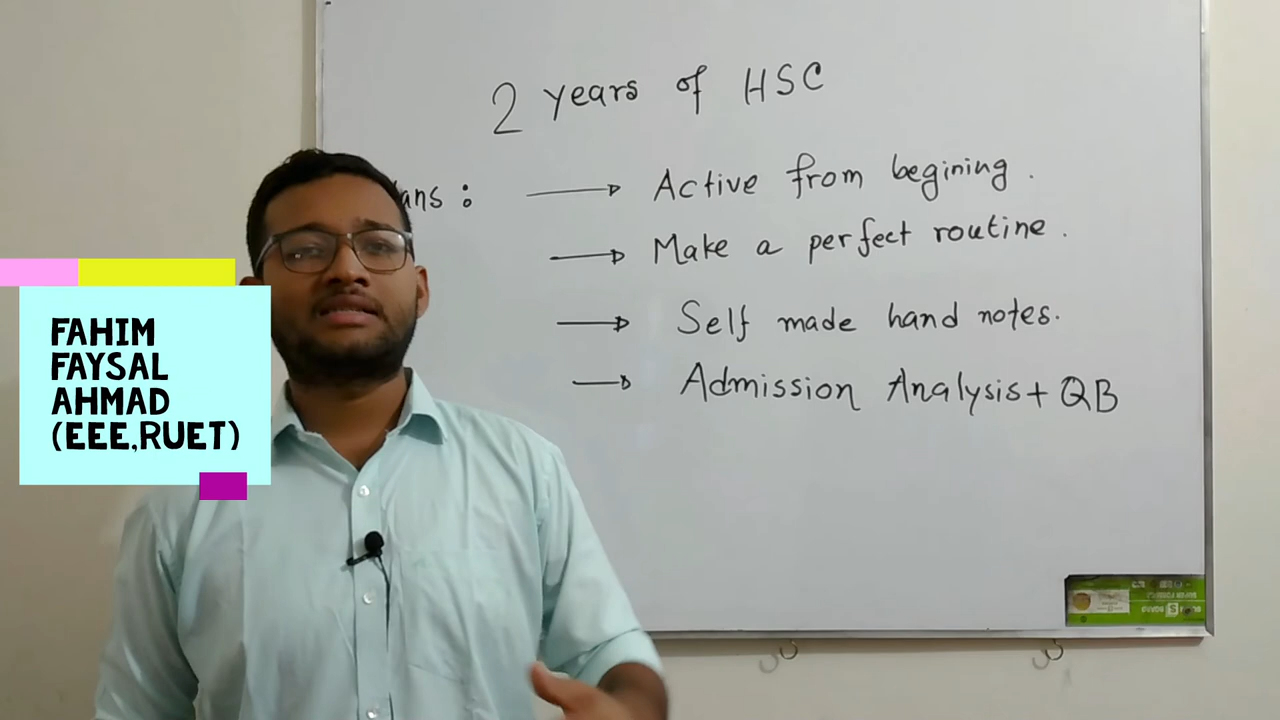 2 years of HSC
ans :
→ Active from begining.
→ Make a perfect routine.
→ Self made hand notes.
→ Admission Analysis + QB
FAHIM
FAYSAL
AHMAD
(EEE,RUET)